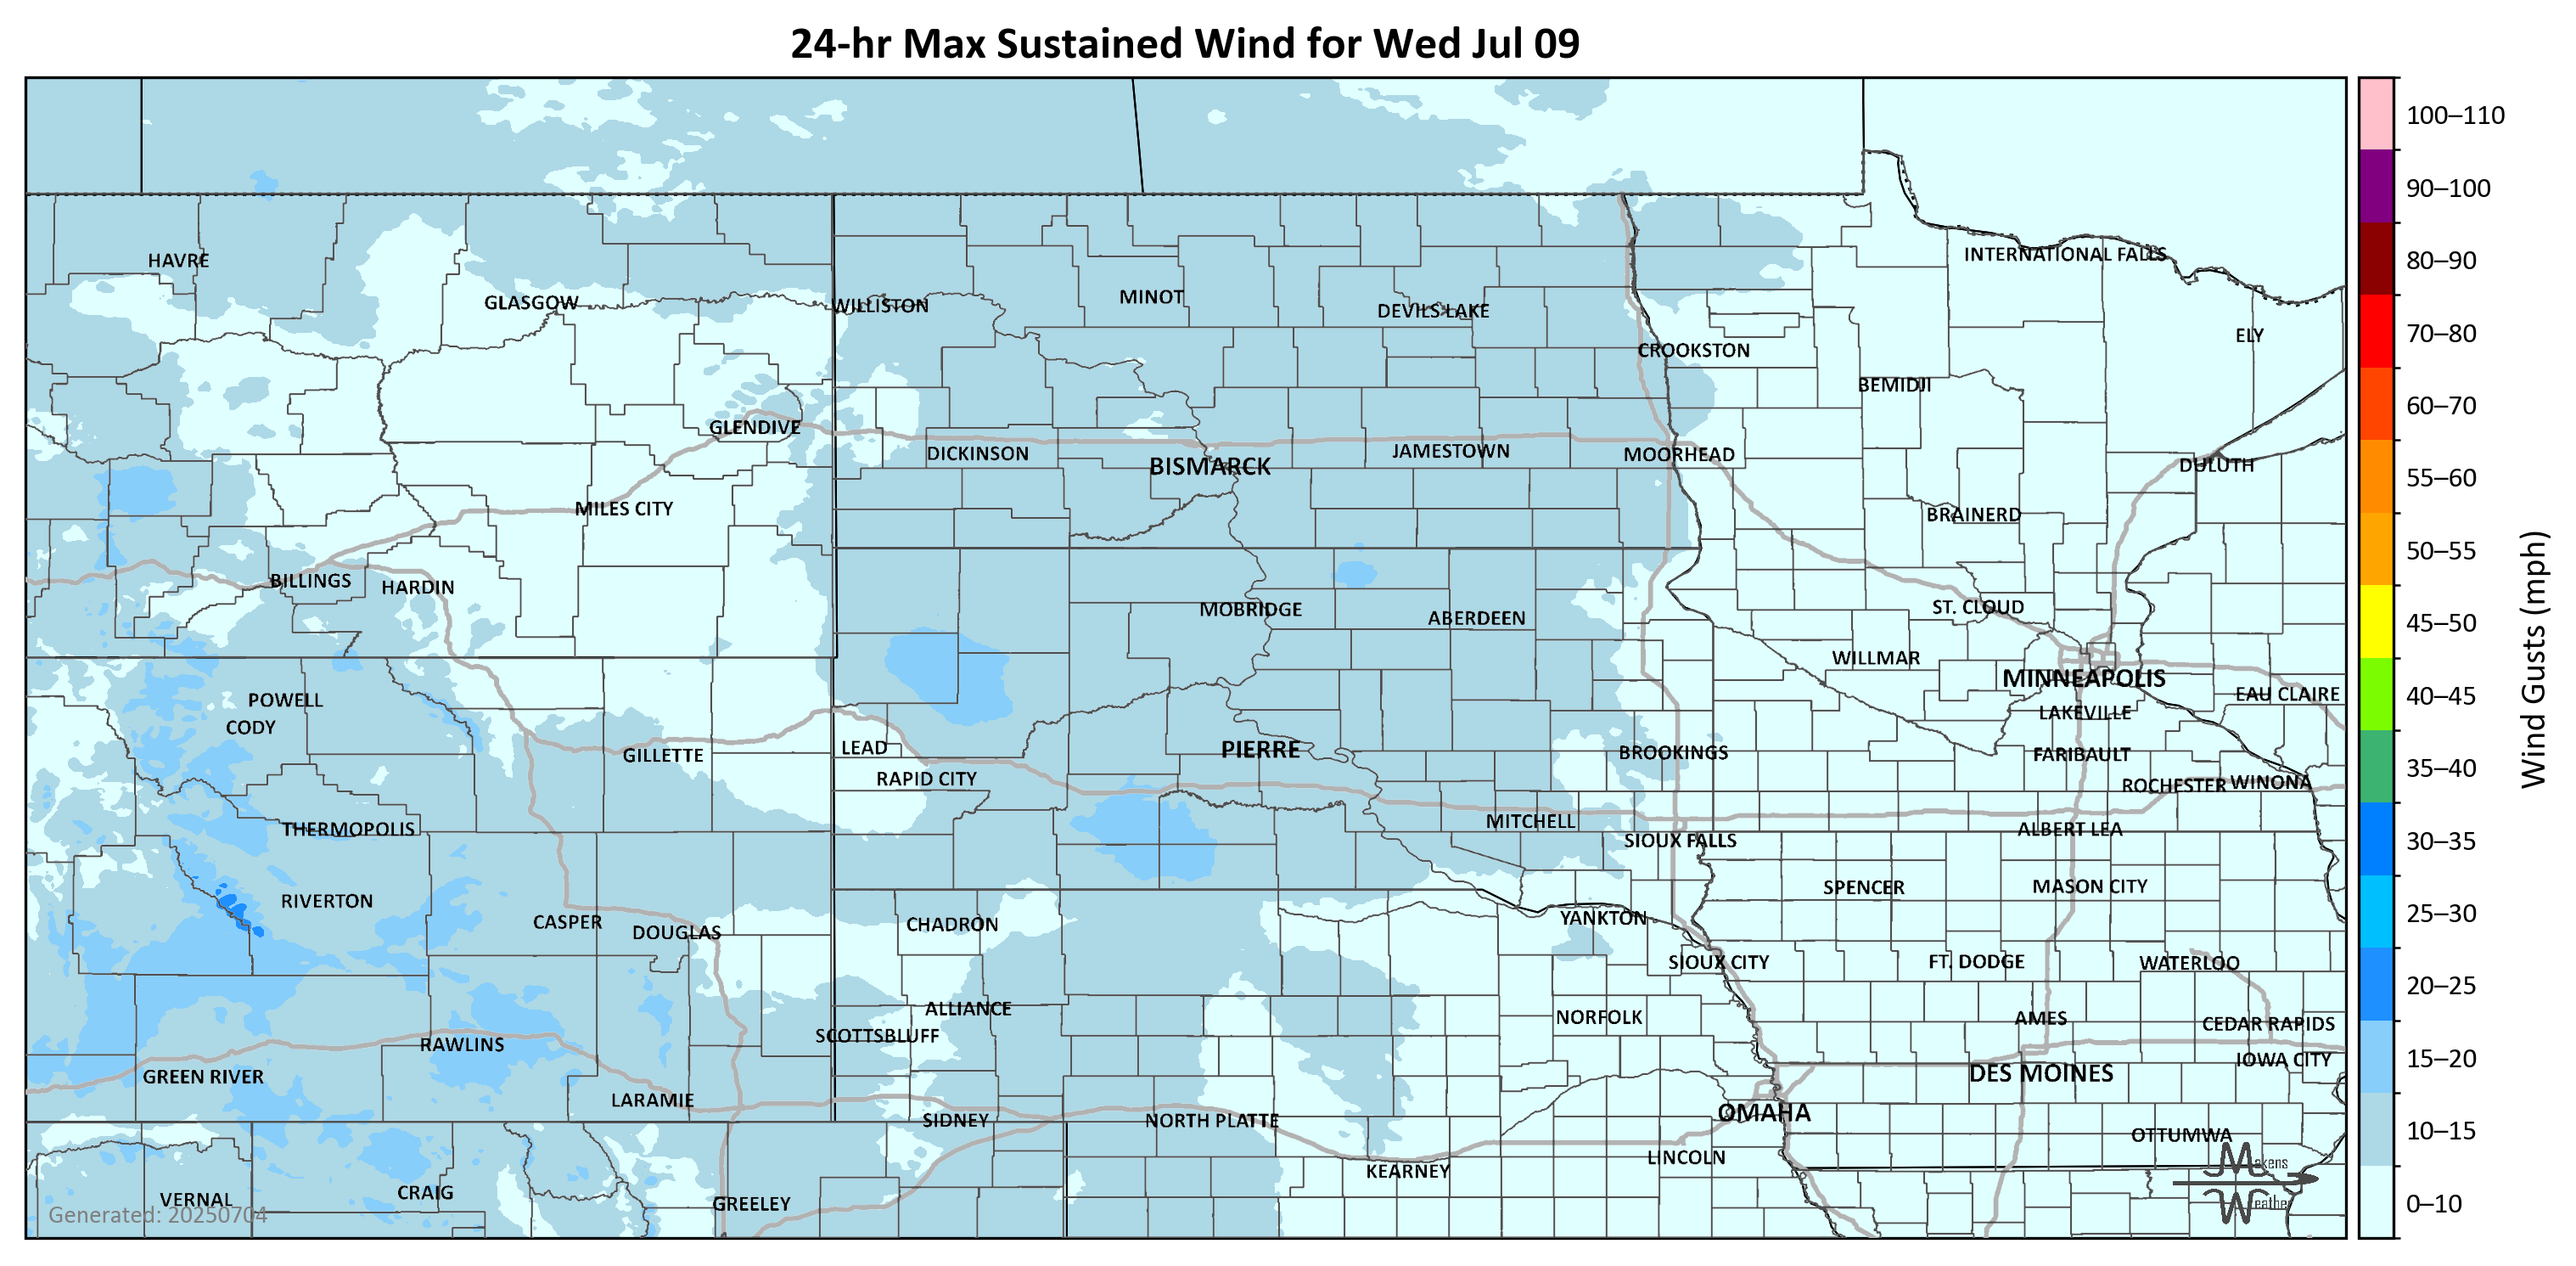 24-hr Max Sustained Wind for Wed Jul 09
HAVRE
GLASGOW
WILLISTON
MINOT
DEVILS LAKE
INTERNATIONAL FALLS
ELY
CROOKSTON
BEMIDJI
GLENDIVE
DICKINSON
BISMARCK
JAMESTOWN
MOORHEAD
DULUTH
MILES CITY
BRAINERD
BILLINGS
HARDIN
MOBRIDGE
ABERDEEN
ST. CLOUD
WILLMAR
MINNEAPOLIS
EAU CLAIRE
POWELL
CODY
LAKEVILLE
GILLETTE
LEAD
PIERRE
BROOKINGS
FARIBAULT
RAPID CITY
ROCHESTER
WINONA
THERMOPOLIS
MITCHELL
SIOUX FALLS
ALBERT LEA
RIVERTON
SPENCER
MASON CITY
CASPER
DOUGLAS
CHADRON
YANKTON
SIOUX CITY
FT. DODGE
WATERLOO
ALLIANCE
NORFOLK
AMES
CEDAR RAPIDS
SCOTTSBLUFF
RAWLINS
IOWA CITY
GREEN RIVER
DES MOINES
LARAMIE
SIDNEY
NORTH PLATTE
OMAHA
OTTUMWA
KEARNEY
LINCOLN
VERNAL
CRAIG
GREELEY
Generated: 20250704
Makens
Weather
100–110
90–100
80–90
70–80
60–70
55–60
50–55
45–50
40–45
35–40
30–35
25–30
20–25
15–20
10–15
0–10
Wind Gusts (mph)